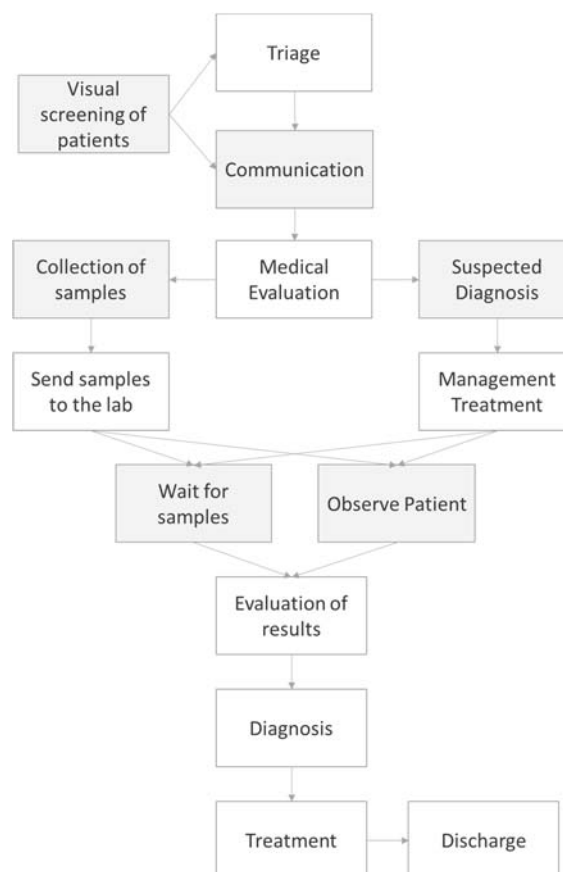 Triage
Visual
screening of
patients
Communication
Collection of
samples
Medical
Evaluation
Suspected
Diagnosis
Send samples
to the lab
Management
Treatment
Wait for
samples
Observe Patient
Evaluation of
results
Diagnosis
Treatment
Discharge